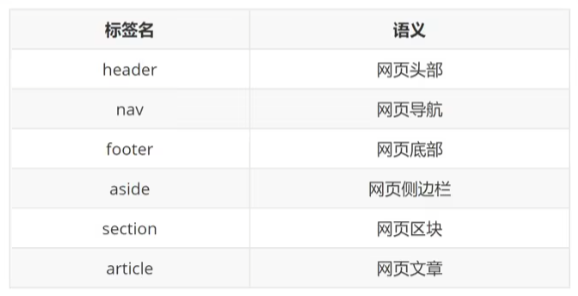 标签名 语义
header 网页头部
nav 网页导航
footer 网页底部
aside 网页侧边栏
section 网页区块
article 网页文章